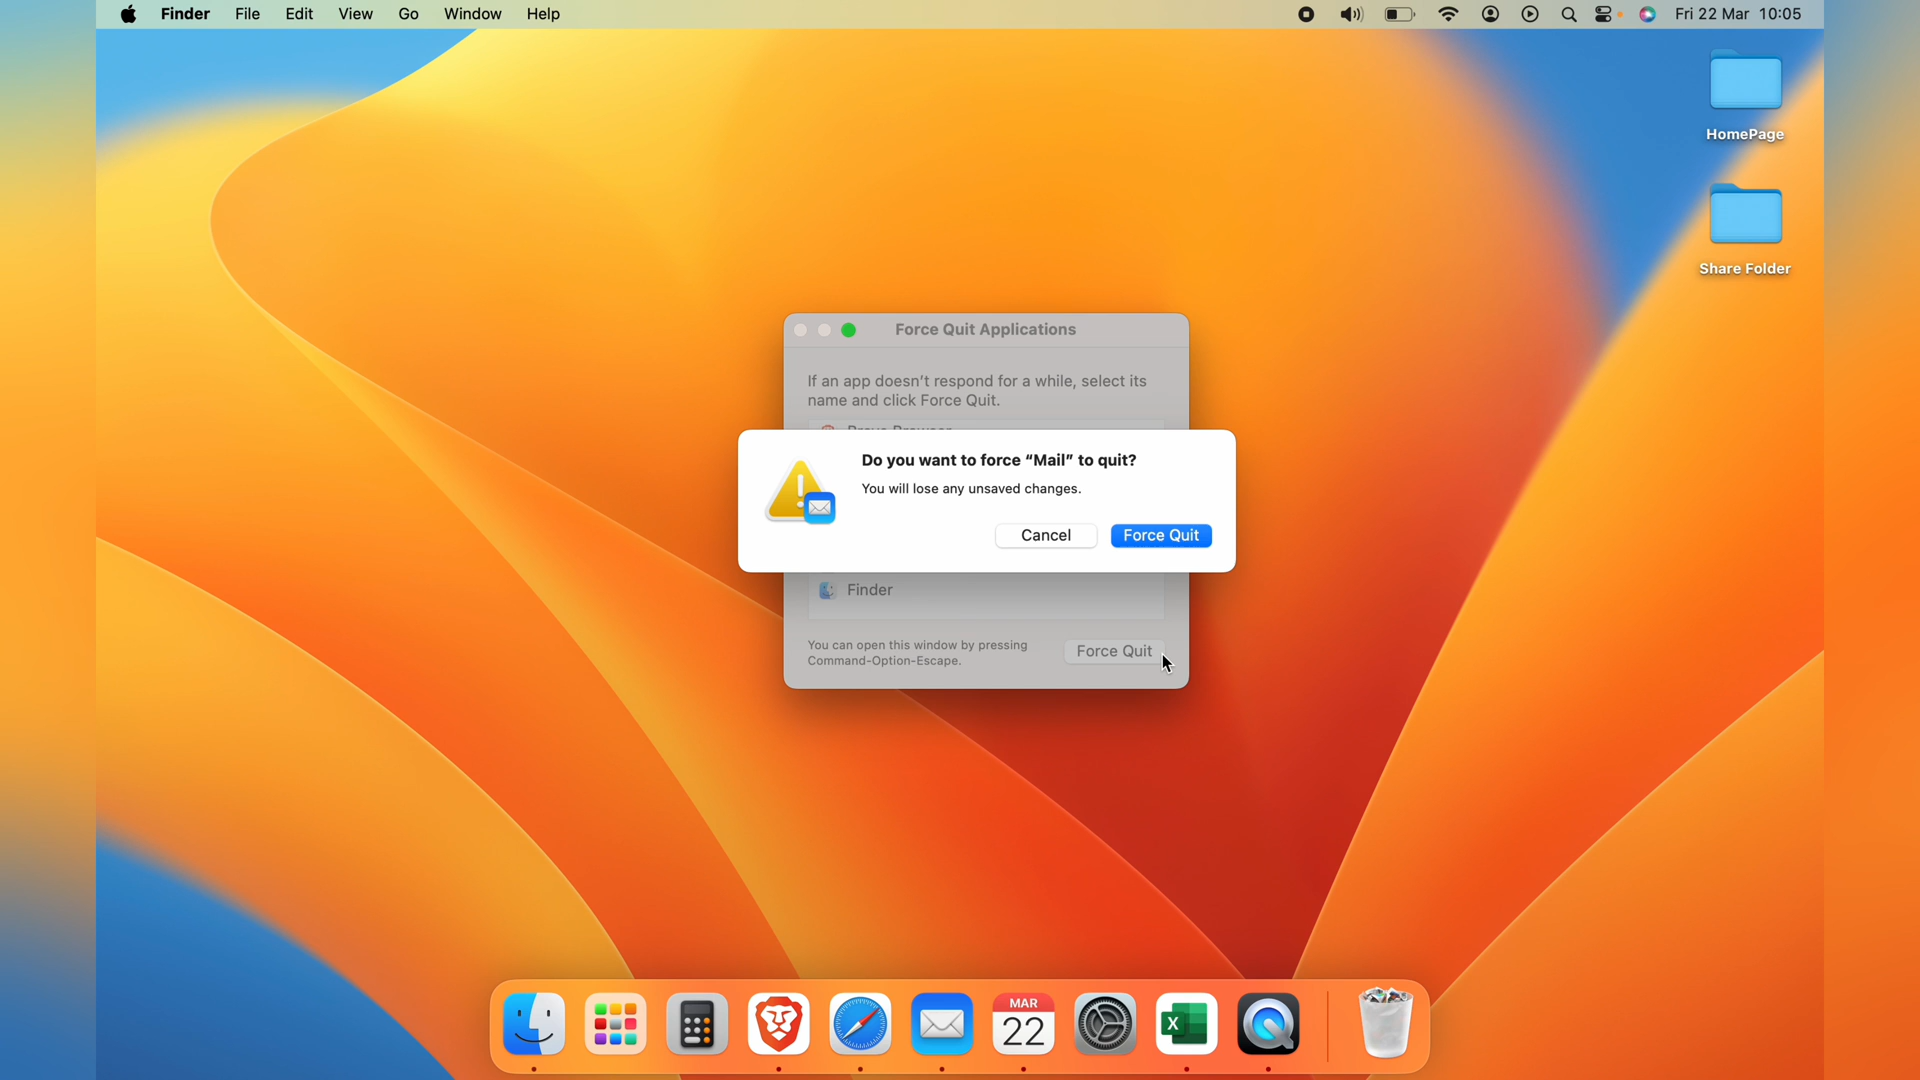 Finder File Edit View Go Window Help Fri 22 Mar 10:05
HomePage
Share Folder
Force Quit Applications
If an app doesn't respond for a while, select its
name and click Force Quit.
Do you want to force “Mail” to quit?
You will lose any unsaved changes.
Cancel Force Quit
Finder
You can open this window by pressing
Command-Option-Escape.
Force Quit
MAR
22
X